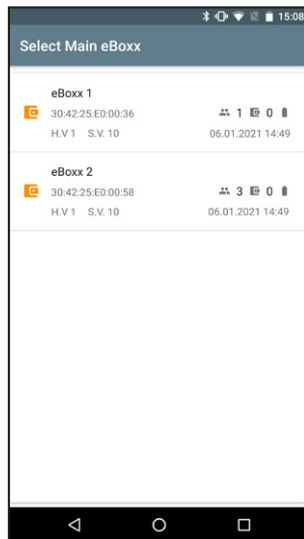 15:08
Select Main eBoxx
eBoxx 1
30:42:25:E0:00:36 1 0
H.V 1 S.V. 10 06.01.2021 14:49
eBoxx 2
30:42:25:E0:00:58 3 0
H.V 1 S.V. 10 06.01.2021 14:49